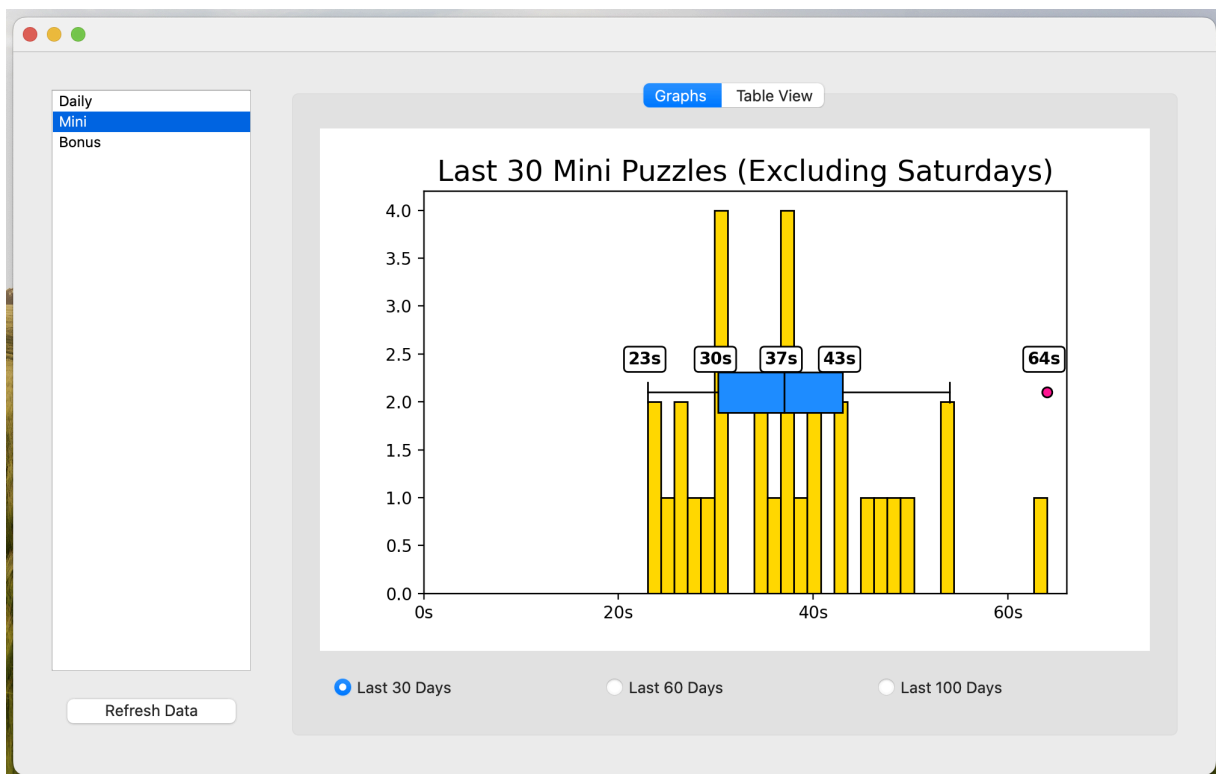 Daily
Mini
Bonus
Refresh Data
Graphs Table View
Last 30 Mini Puzzles (Excluding Saturdays)
4.0
3.5
3.0
2.5
2.0
1.5
1.0
0.5
0.0
23s 30s 37s 43s 64s
0s 20s 40s 60s
Last 30 Days Last 60 Days Last 100 Days